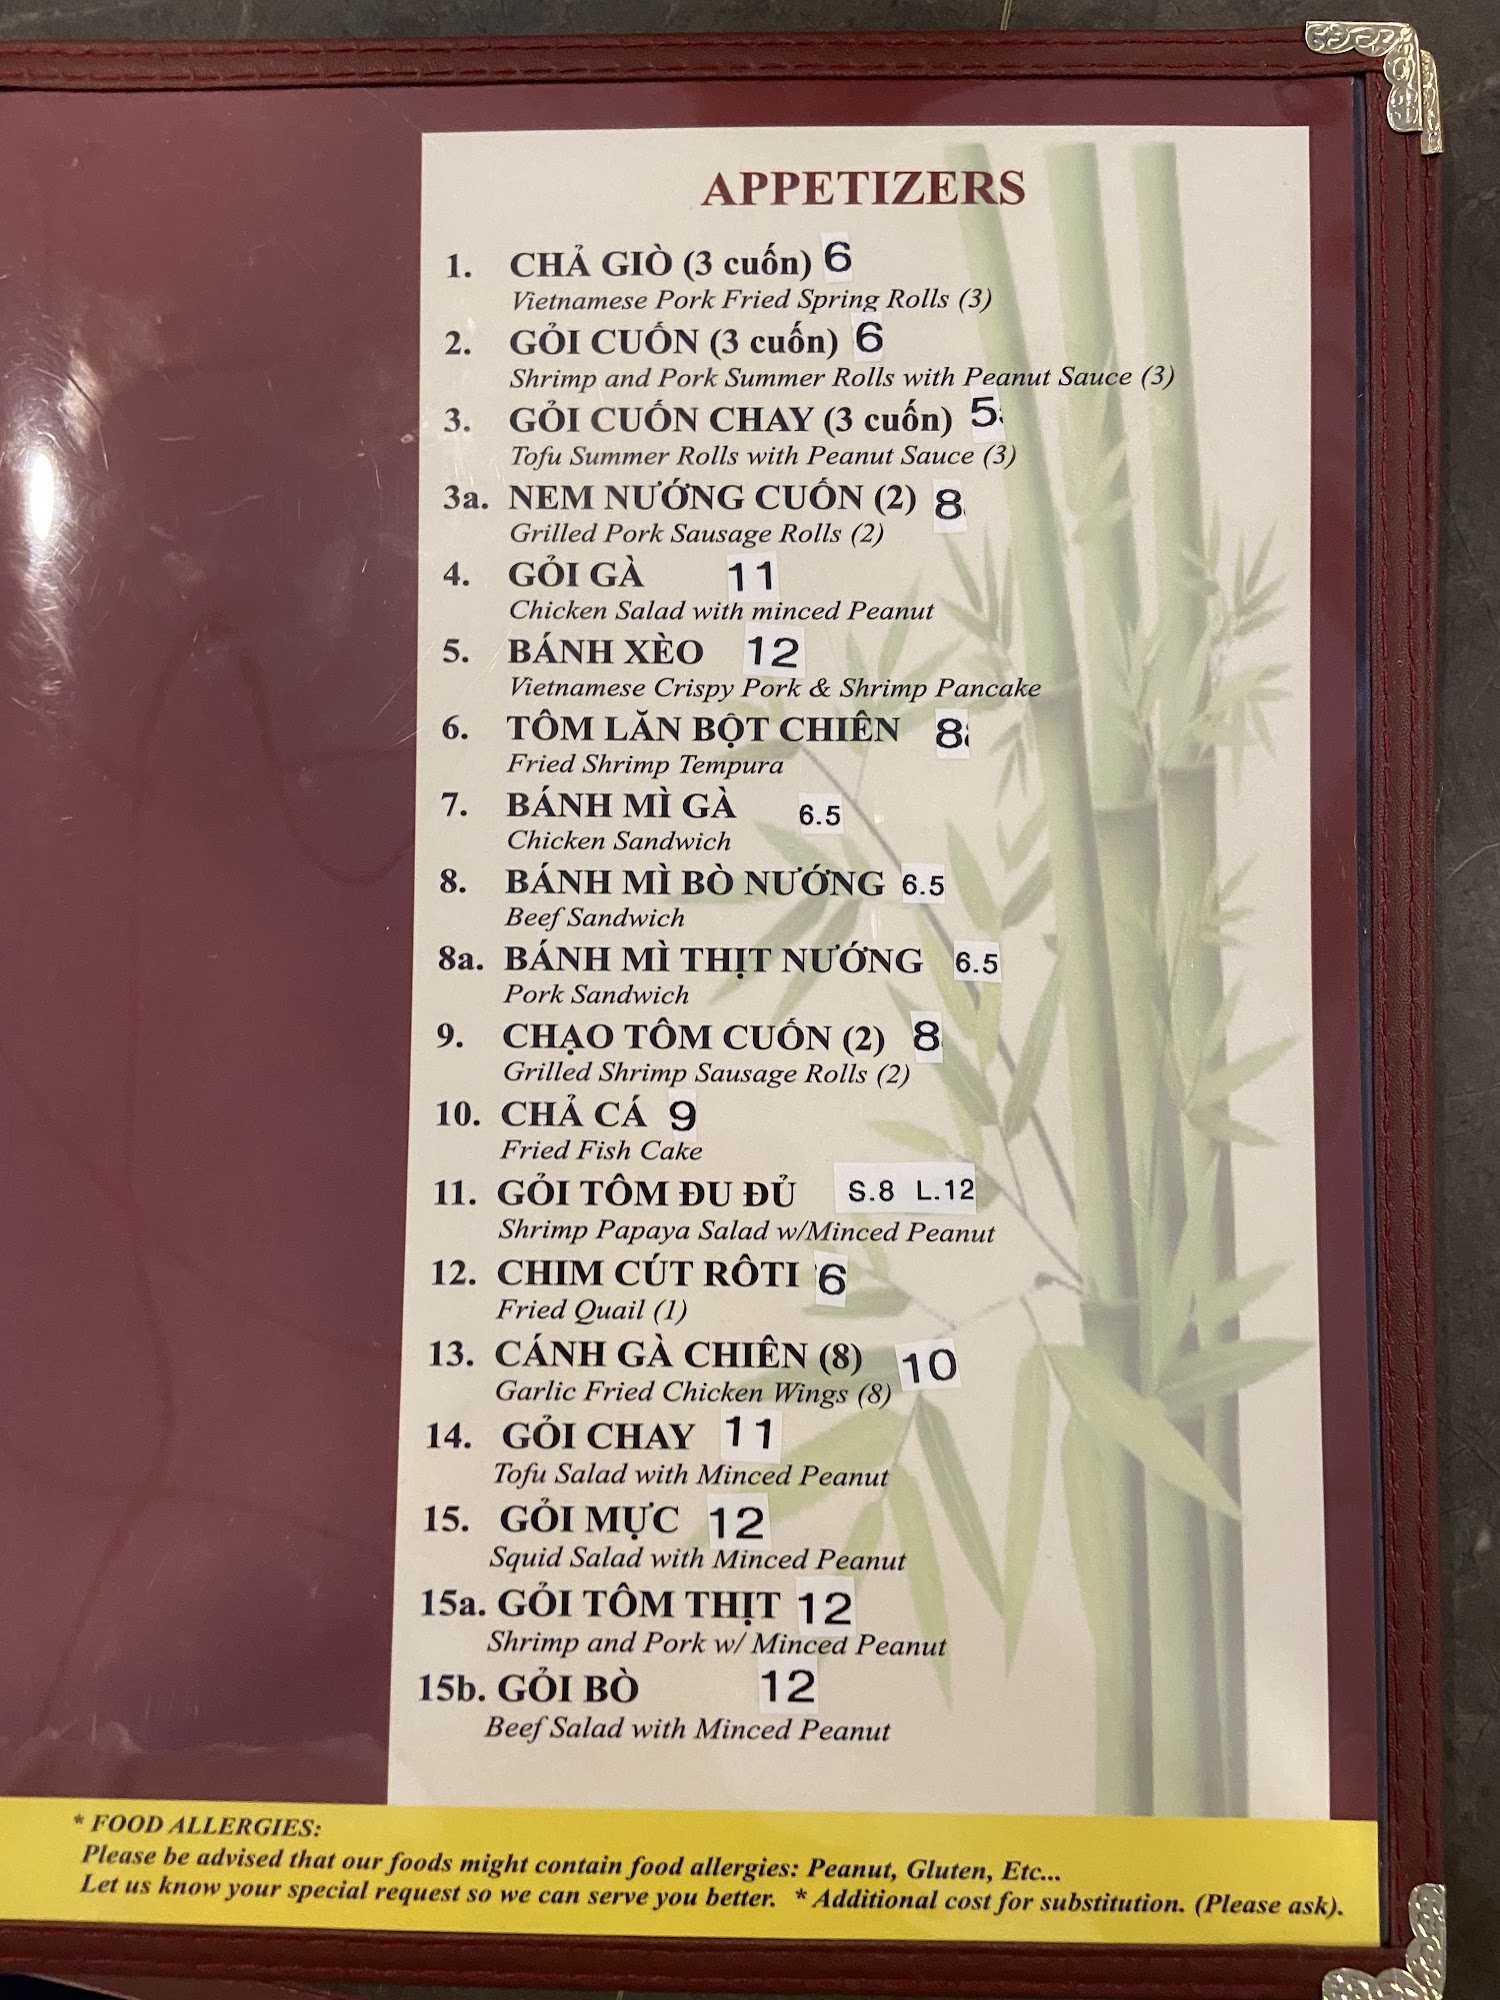 APPETIZERS
1. CHẢ GIÒ (3 cuốn) 6
Vietnamese Pork Fried Spring Rolls (3)
2. GỎI CUỐN (3 cuốn) 6
Shrimp and Pork Summer Rolls with Peanut Sauce (3)
3. GỎI CUỐN CHAY (3 cuốn) 5
Tofu Summer Rolls with Peanut Sauce (3)
3a. NEM NƯỚNG CUỐN (2) 8
Grilled Pork Sausage Rolls (2)
4. GỎI GÀ 11
Chicken Salad with minced Peanut
5. BÁNH XÈO 12
Vietnamese Crispy Pork & Shrimp Pancake
6. TÔM LĂN BỘT CHIÊN 8
Fried Shrimp Tempura
7. BÁNH MÌ GÀ 6.5
Chicken Sandwich
8. BÁNH MÌ BÒ NƯỚNG 6.5
Beef Sandwich
8a. BÁNH MÌ THỊT NƯỚNG 6.5
Pork Sandwich
9. CHẠO TÔM CUỐN (2) 8
Grilled Shrimp Sausage Rolls (2)
10. CHẢ CÁ 9
Fried Fish Cake
11. GỎI TÔM ĐU ĐỦ S.8 L.12
Shrimp Papaya Salad w/Minced Peanut
12. CHIM CÚT RÔTI 6
Fried Quail (1)
13. CÁNH GÀ CHIÊN (8) 10
Garlic Fried Chicken Wings (8)
14. GỎI CHAY 11
Tofu Salad with Minced Peanut
15. GỎI MỰC 12
Squid Salad with Minced Peanut
15a. GỎI TÔM THỊT 12
Shrimp and Pork w/ Minced Peanut
15b. GỎI BÒ 12
Beef Salad with Minced Peanut
* FOOD ALLERGIES:
Please be advised that our foods might contain food allergies: Peanut, Gluten, Etc...
Let us know your special request so we can serve you better. * Additional cost for substitution. (Please ask).